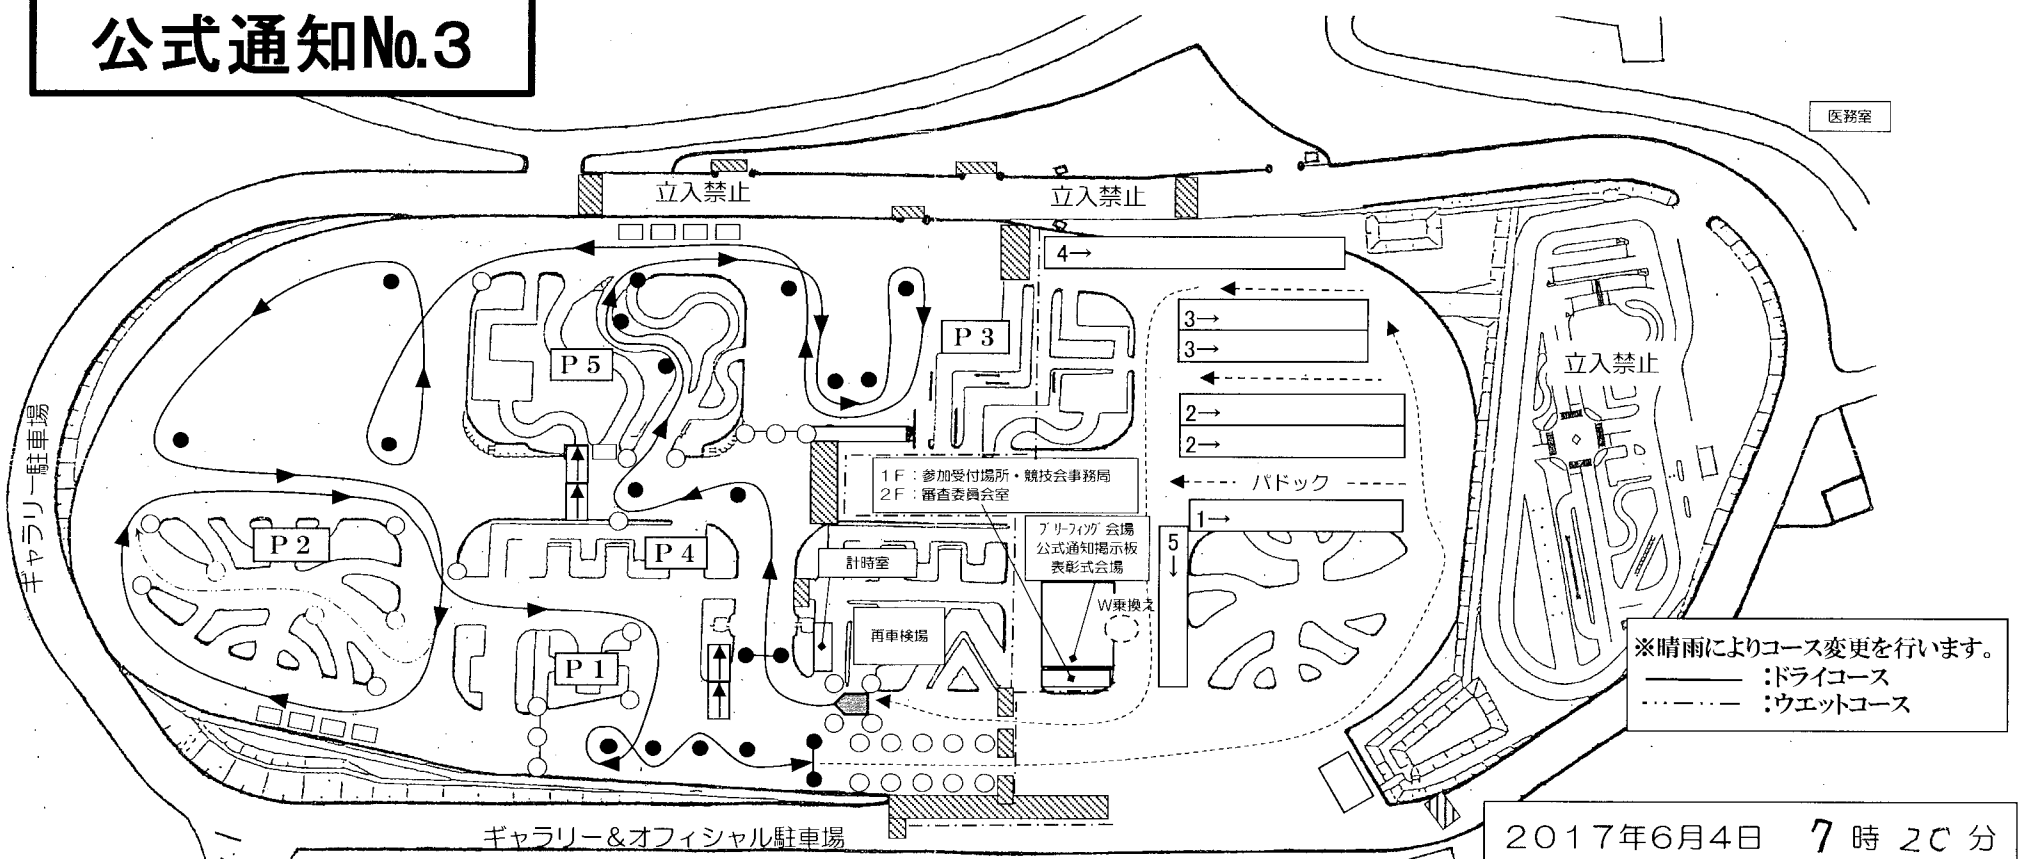 公式通知No.3
医務室
立入禁止
立入禁止
4→
3→
3→
P 3
P 5
立入禁止
2→
2→
ギャラリー駐車場
1F：参加受付場所・競技会事務局
2F：審査委員会室
パドック
1→
P 2
P 4
ブリーフィング会場
公式通知掲示板
表彰式会場
5
↓
計時室
W乗換え
再車検場
P 1
※晴雨によりコース変更を行います。
：ドライコース
：ウエットコース
ギャラリー＆オフィシャル駐車場
2017年6月4日 7時20分